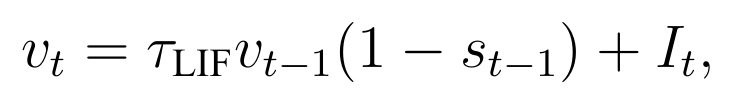 v_t = τ_LIF v_{t−1}(1 − s_{t−1}) + I_t,